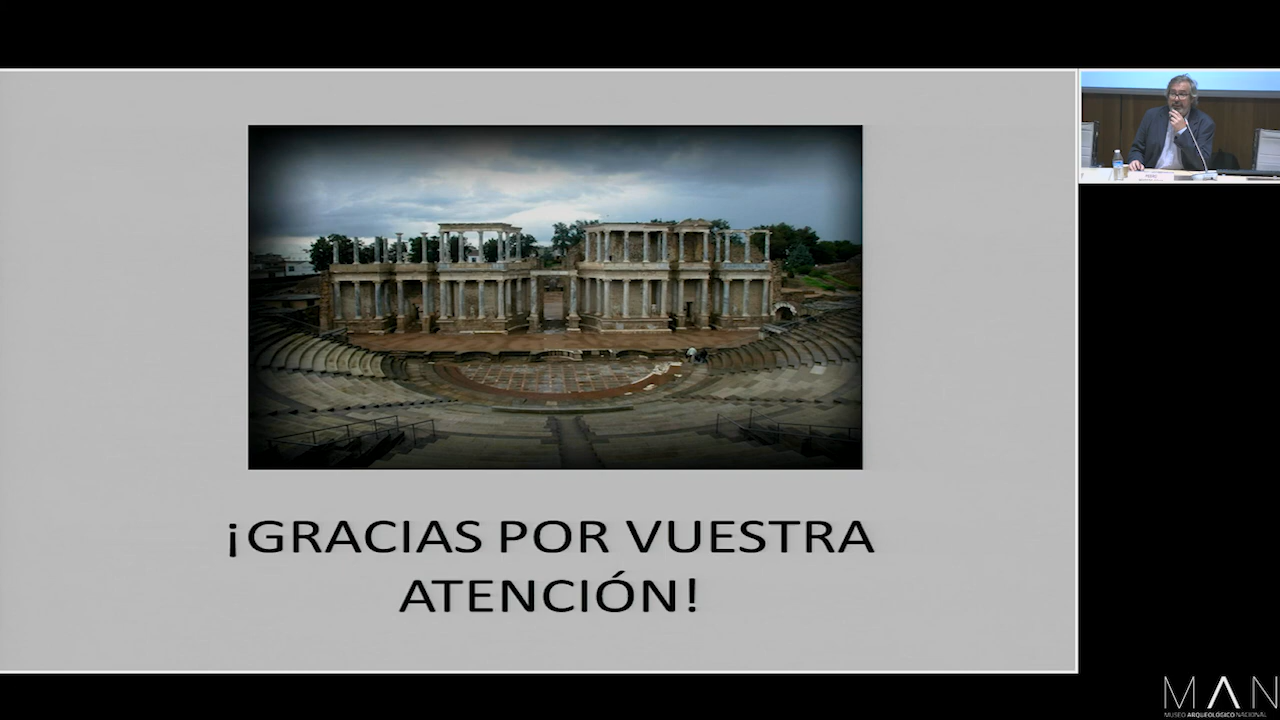 ¡GRACIAS POR VUESTRA
ATENCIÓN!
MAN
MUSEO ARQUEOLÓGICO NACIONAL